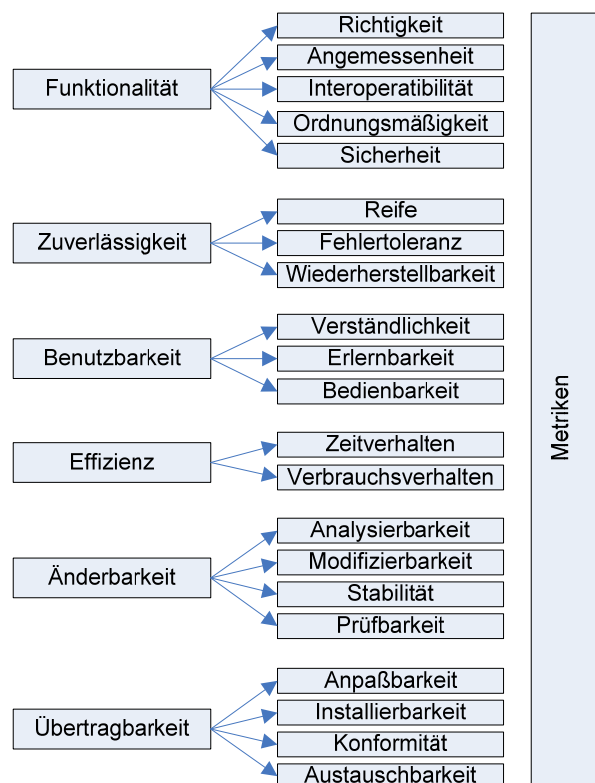 Funktionalität
Richtigkeit
Angemessenheit
Interoperatibilität
Ordnungsmäßigkeit
Sicherheit
Zuverlässigkeit
Reife
Fehlertoleranz
Wiederherstellbarkeit
Benutzbarkeit
Verständlichkeit
Erlernbarkeit
Bedienbarkeit
Effizienz
Zeitverhalten
Verbrauchsverhalten
Änderbarkeit
Analysierbarkeit
Modifizierbarkeit
Stabilität
Prüfbarkeit
Übertragbarkeit
Anpaßbarkeit
Installierbarkeit
Konformität
Austauschbarkeit
Metriken